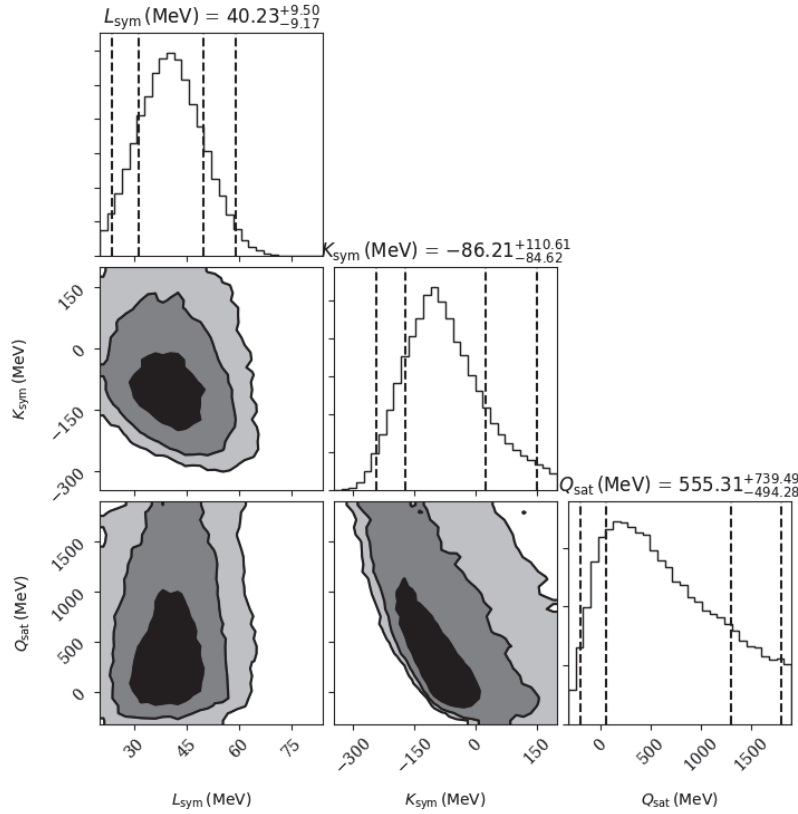 L_sym (MeV) = 40.23 +9.50 −9.17
K_sym (MeV) = −86.21 +110.61 −84.62
150
0
−150
−300
K_sym (MeV)
Q_sat (MeV) = 555.31 +739.49 −494.28
1500
1000
500
0
Q_sat (MeV)
30 45 60 75
−300 −150 0 150
0 500 1000 1500
L_sym (MeV)
K_sym (MeV)
Q_sat (MeV)